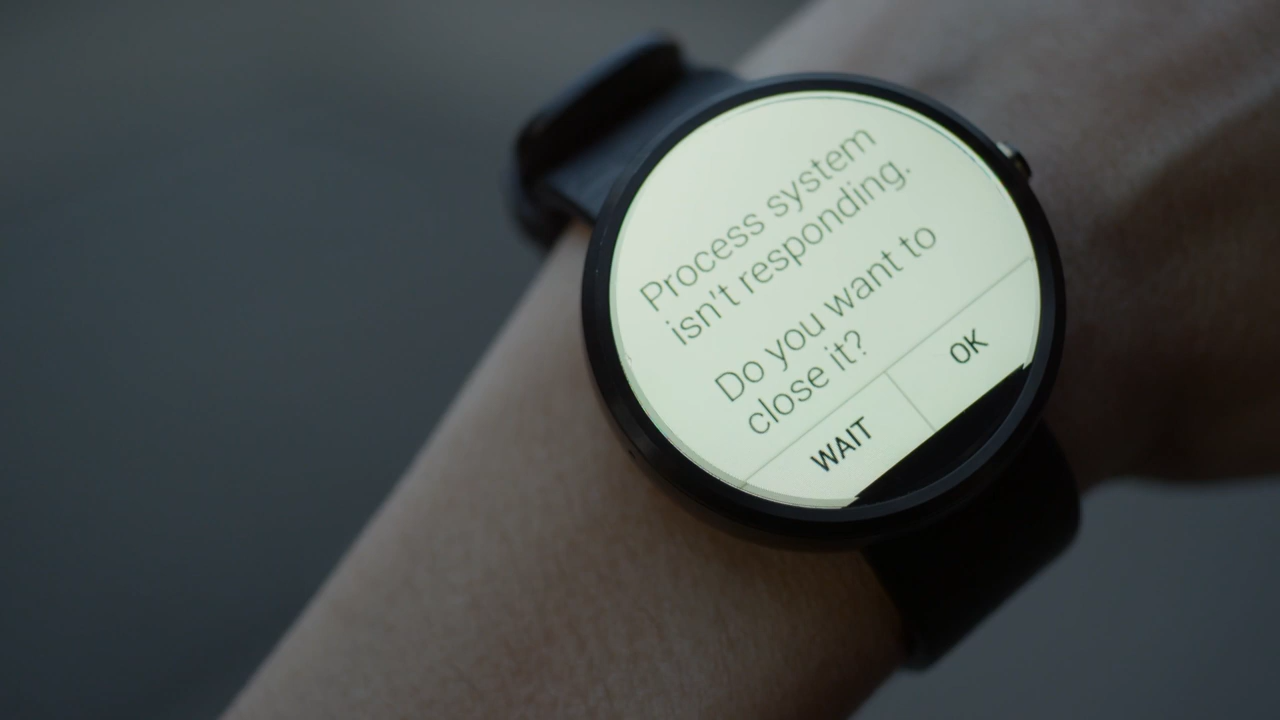 Process system
isn't responding.
Do you want to
close it?
WAIT
OK